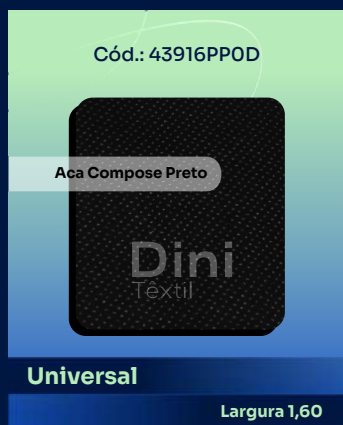 Cód.: 43916PP0D
Aca Compose Preto
Dini
Têxtil
Universal
Largura 1,60